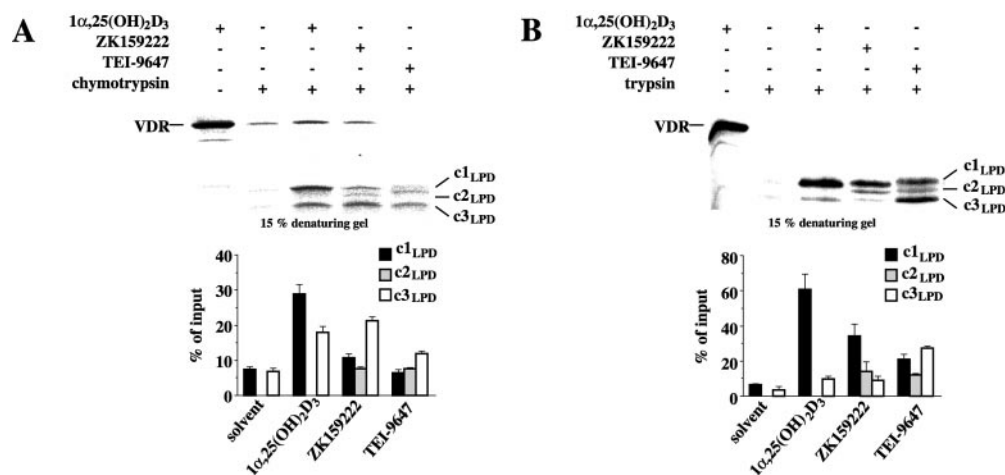 A
1α,25(OH)2D3 + - + - -
ZK159222 - - - + -
TEI-9647 - - - - +
chymotrypsin - + + + +
VDR
c1LPD
c2LPD
c3LPD
15 % denaturing gel
% of input
40
30
20
10
0
c1LPD
c2LPD
c3LPD
solvent
1α,25(OH)2D3
ZK159222
TEI-9647
B
1α,25(OH)2D3 + - + - -
ZK159222 - - - + -
TEI-9647 - - - - +
trypsin - + + + +
VDR
c1LPD
c2LPD
c3LPD
15 % denaturing gel
% of input
80
60
40
20
0
c1LPD
c2LPD
c3LPD
solvent
1α,25(OH)2D3
ZK159222
TEI-9647